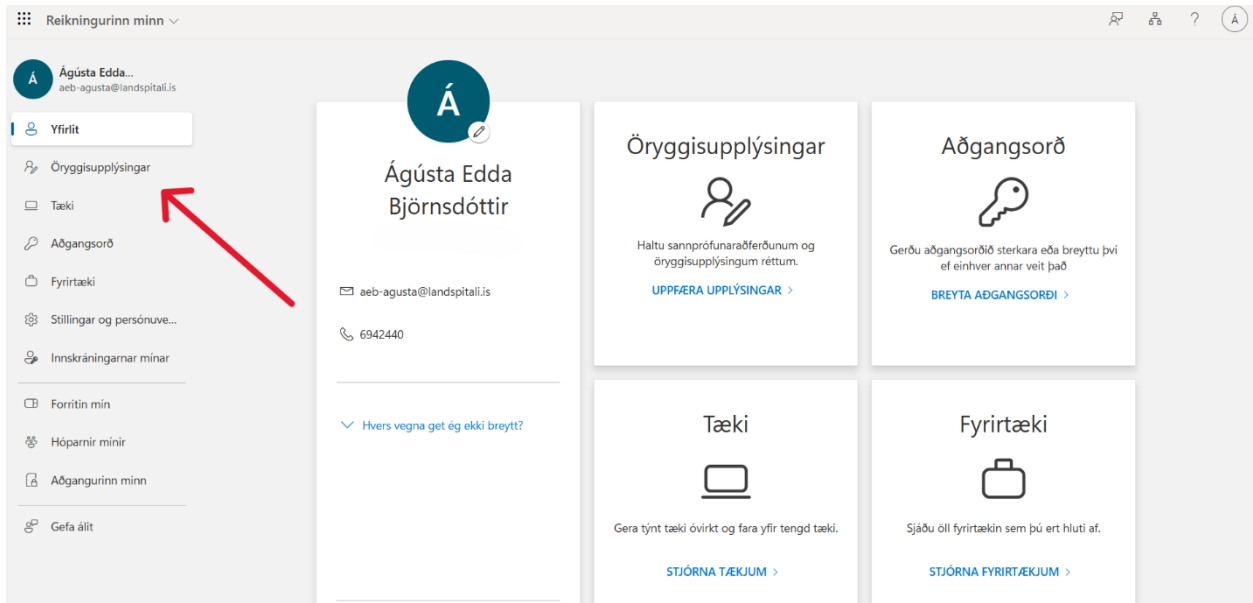 Reikningurinn minn
Á
Á
Ágústa Edda...
aeb-agusta@landspitali.is
Yfirlit
Öryggisupplýsingar
Tæki
Aðgangsorð
Fyrirtæki
Stillingar og persónuve...
Innskráningarnar mínar
Forritin mín
Hóparnir mínir
Aðgangurinn minn
Gefa álit
Á
Ágústa Edda
Björnsdóttir
aeb-agusta@landspitali.is
6942440
Hvers vegna get ég ekki breytt?
Öryggisupplýsingar
Haltu sannprófunaraðferðunum og
öryggisupplýsingum réttum.
UPPFÆRA UPPLÝSINGAR >
Aðgangsorð
Gerðu aðgangsorðið sterkara eða breyttu því
ef einhver annar veit það
BREYTA AÐGANGSORÐI >
Tæki
Gera týnt tæki óvirkt og fara yfir tengd tæki.
STJÓRNA TÆKJUM >
Fyrirtæki
Sjáðu öll fyrirtækin sem þú ert hluti af.
STJÓRNA FYRIRTÆKJUM >